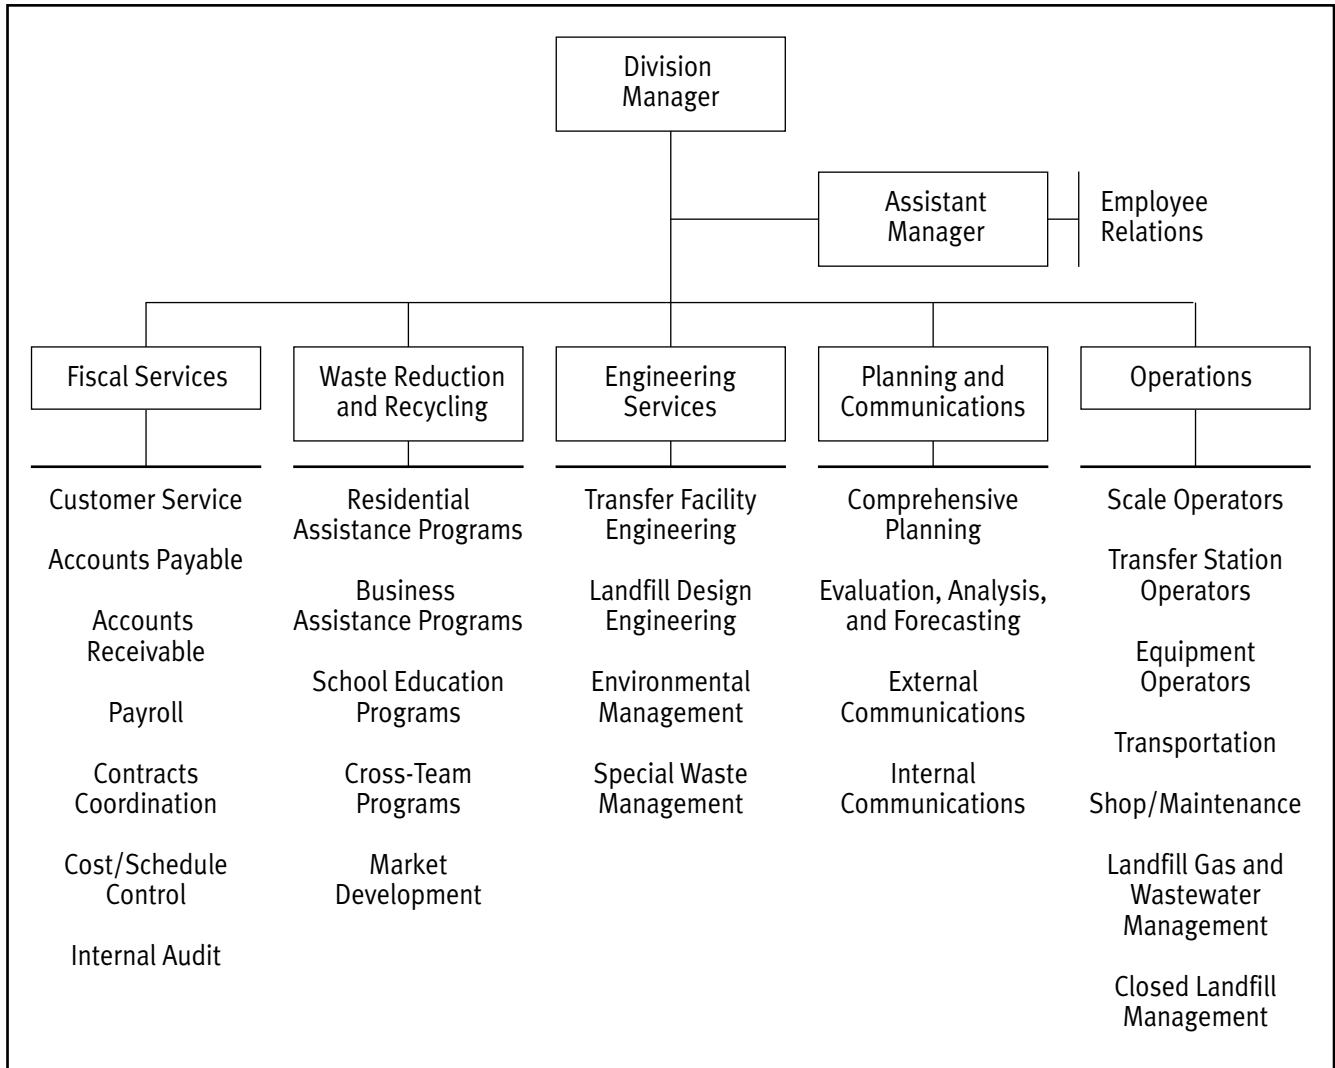 Division
Manager
Assistant
Manager
Employee
Relations
Fiscal Services
Waste Reduction
and Recycling
Engineering
Services
Planning and
Communications
Operations
Customer Service
Accounts Payable
Accounts
Receivable
Payroll
Contracts
Coordination
Cost/Schedule
Control
Internal Audit
Residential
Assistance Programs
Business
Assistance Programs
School Education
Programs
Cross-Team
Programs
Market
Development
Transfer Facility
Engineering
Landfill Design
Engineering
Environmental
Management
Special Waste
Management
Comprehensive
Planning
Evaluation, Analysis,
and Forecasting
External
Communications
Internal
Communications
Scale Operators
Transfer Station
Operators
Equipment
Operators
Transportation
Shop/Maintenance
Landfill Gas and
Wastewater
Management
Closed Landfill
Management